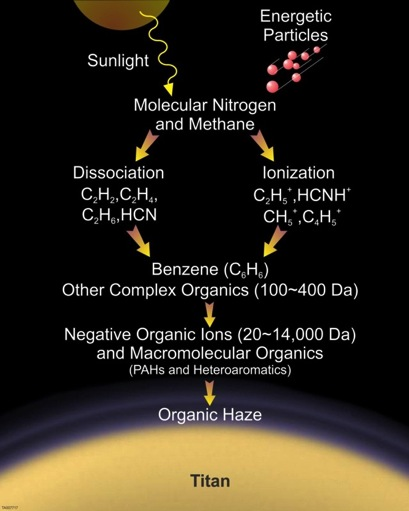 Energetic
Particles
Sunlight
Molecular Nitrogen
and Methane
Dissociation
C₂H₂,C₂H₄,
C₂H₆,HCN
Ionization
C₂H₅⁺,HCNH⁺
CH₅⁺,C₄H₅⁺
Benzene (C₆H₆)
Other Complex Organics (100~400 Da)
Negative Organic Ions (20~14,000 Da)
and Macromolecular Organics
(PAHs and Heteroaromatics)
Organic Haze
Titan